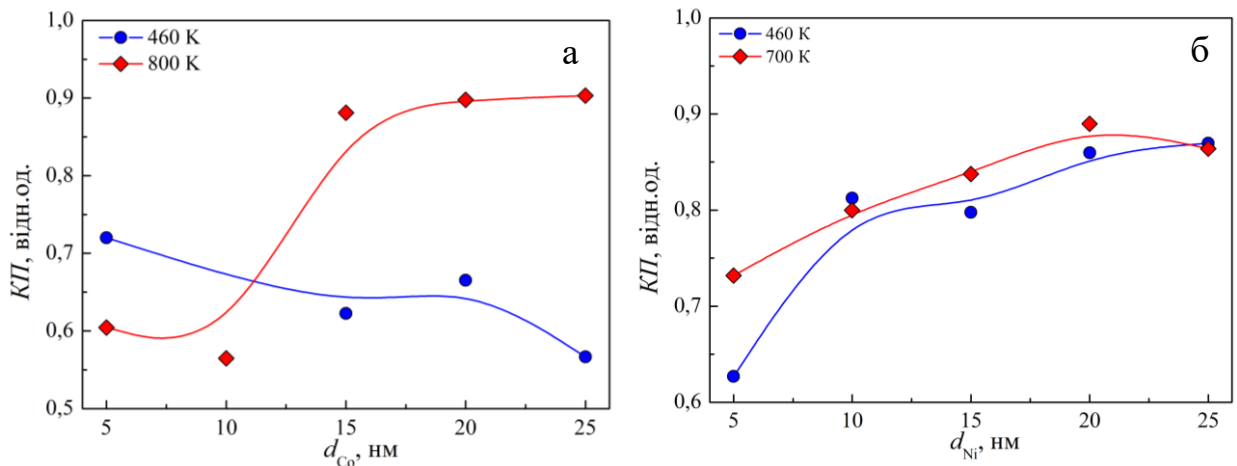 460 K
800 K
а
1,0
0,9
0,8
0,7
0,6
0,5
КП, відн.од.
5 10 15 20 25
d_Co, нм
460 K
700 K
б
1,0
0,9
0,8
0,7
0,6
КП, відн.од.
5 10 15 20 25
d_Ni, нм